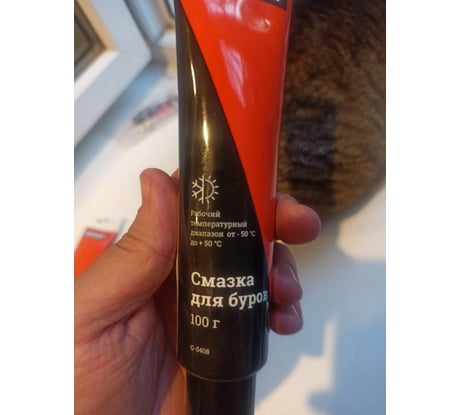 Рабочий
температурный
диапазон от - 50 °C
до + 50 °C
Смазка
для буров
100 г
G-0408